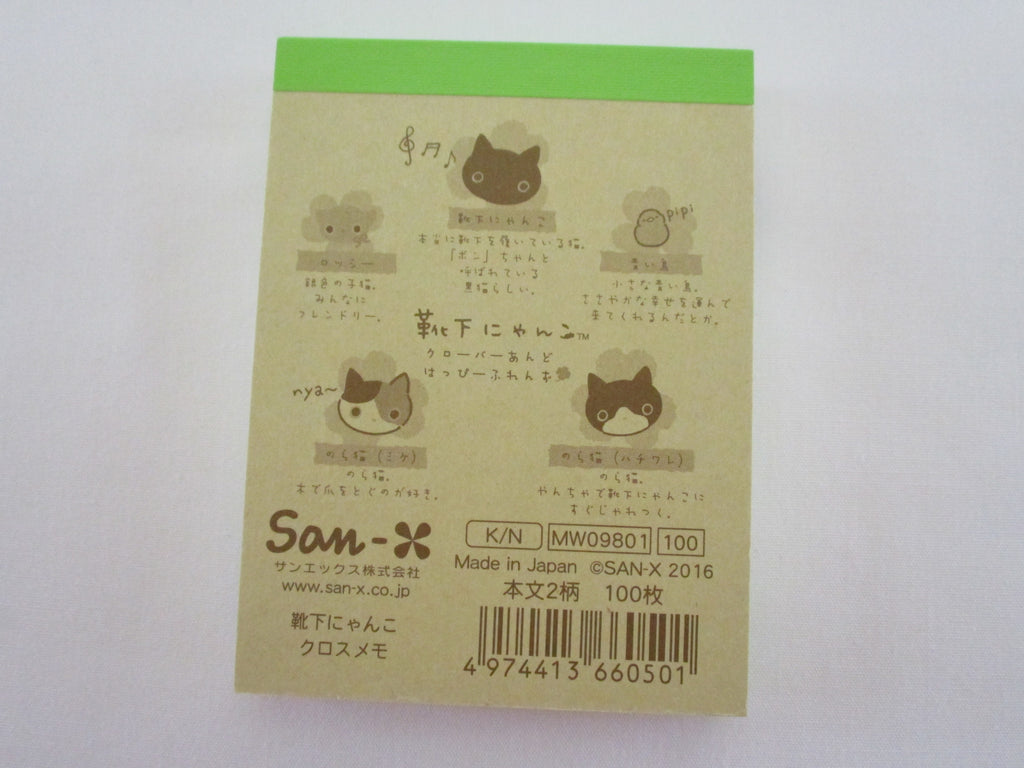 靴下にゃんこ
本当に靴下を履いている猫。
「ボン」ちゃんと
呼ばれている
黒猫らしい。
ロッシー
銀色の子猫。
みんなに
フレンドリー。
pipi
青い鳥
小さな青い鳥。
ささやかな幸せを運んで
来てくれるんだとか。
靴下にゃんこ™
クローバーあんど
はっぴーふれんず
nya~
のら猫(ミケ)
のら猫。
木で爪をとぐのが好き。
のら猫(ハチワレ)
のら猫。
やんちゃで靴下にゃんこに
すぐじゃれつく。
San-X
サンエックス株式会社
www.san-x.co.jp
靴下にゃんこ
クロスメモ
K/N MW09801 100
Made in Japan ©SAN-X 2016
本文2柄 100枚
4 974413 660501